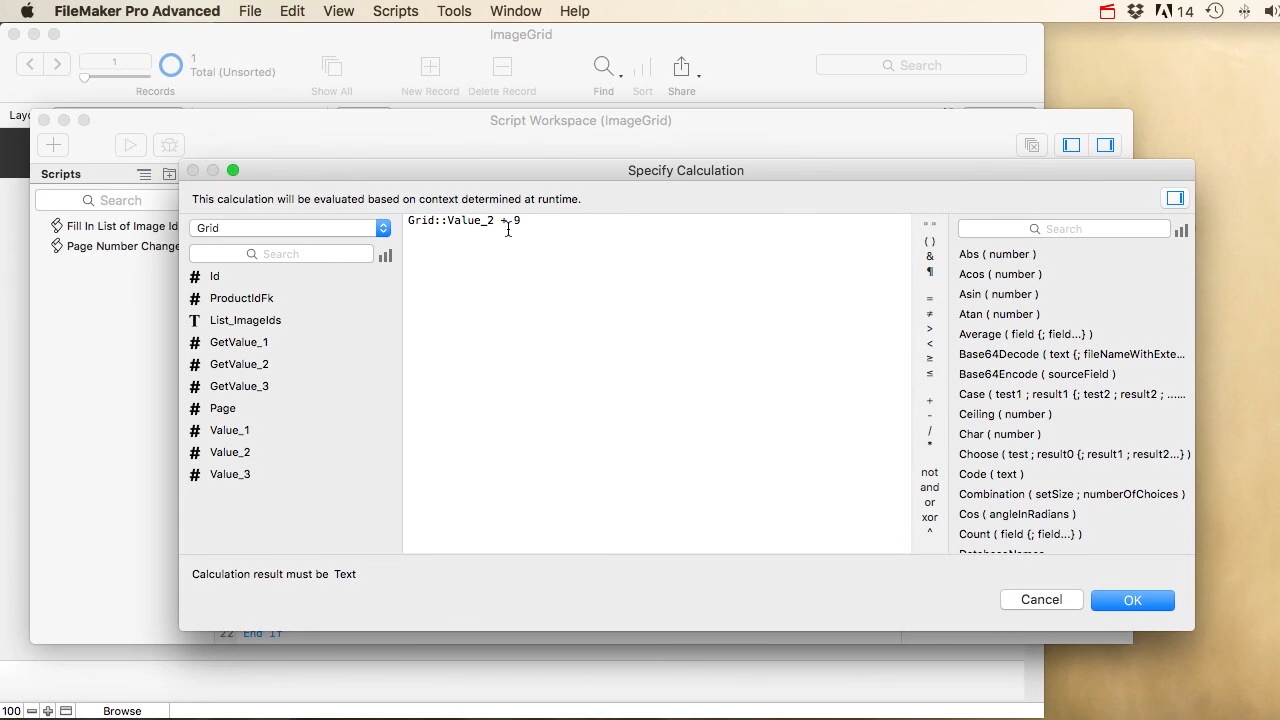 FileMaker Pro Advanced File Edit View Scripts Tools Window Help 14
ImageGrid
1
1
Total (Unsorted)
Search
Records Show All New Record Delete Record Find Sort Share
Script Workspace (ImageGrid)
Scripts
Search
Fill In List of Image Id
Page Number Change
Specify Calculation
This calculation will be evaluated based on context determined at runtime.
Grid
Search
# Id
# ProductIdFk
T List_ImageIds
# GetValue_1
# GetValue_2
# GetValue_3
# Page
# Value_1
# Value_2
# Value_3
Grid::Value_2 + 9
" "
( )
&
¶
=
≠
>
<
≥
≤
+
-
/
*
not
and
or
xor
^
Search
Abs ( number )
Acos ( number )
Asin ( number )
Atan ( number )
Average ( field {; field...} )
Base64Decode ( text {; fileNameWithExte...
Base64Encode ( sourceField )
Case ( test1 ; result1 {; test2 ; result2 ; ......
Ceiling ( number )
Char ( number )
Choose ( test ; result0 {; result1 ; result2...} )
Code ( text )
Combination ( setSize ; numberOfChoices )
Cos ( angleInRadians )
Count ( field {; field...} )
Calculation result must be Text
Cancel OK
22 End If
100 Browse